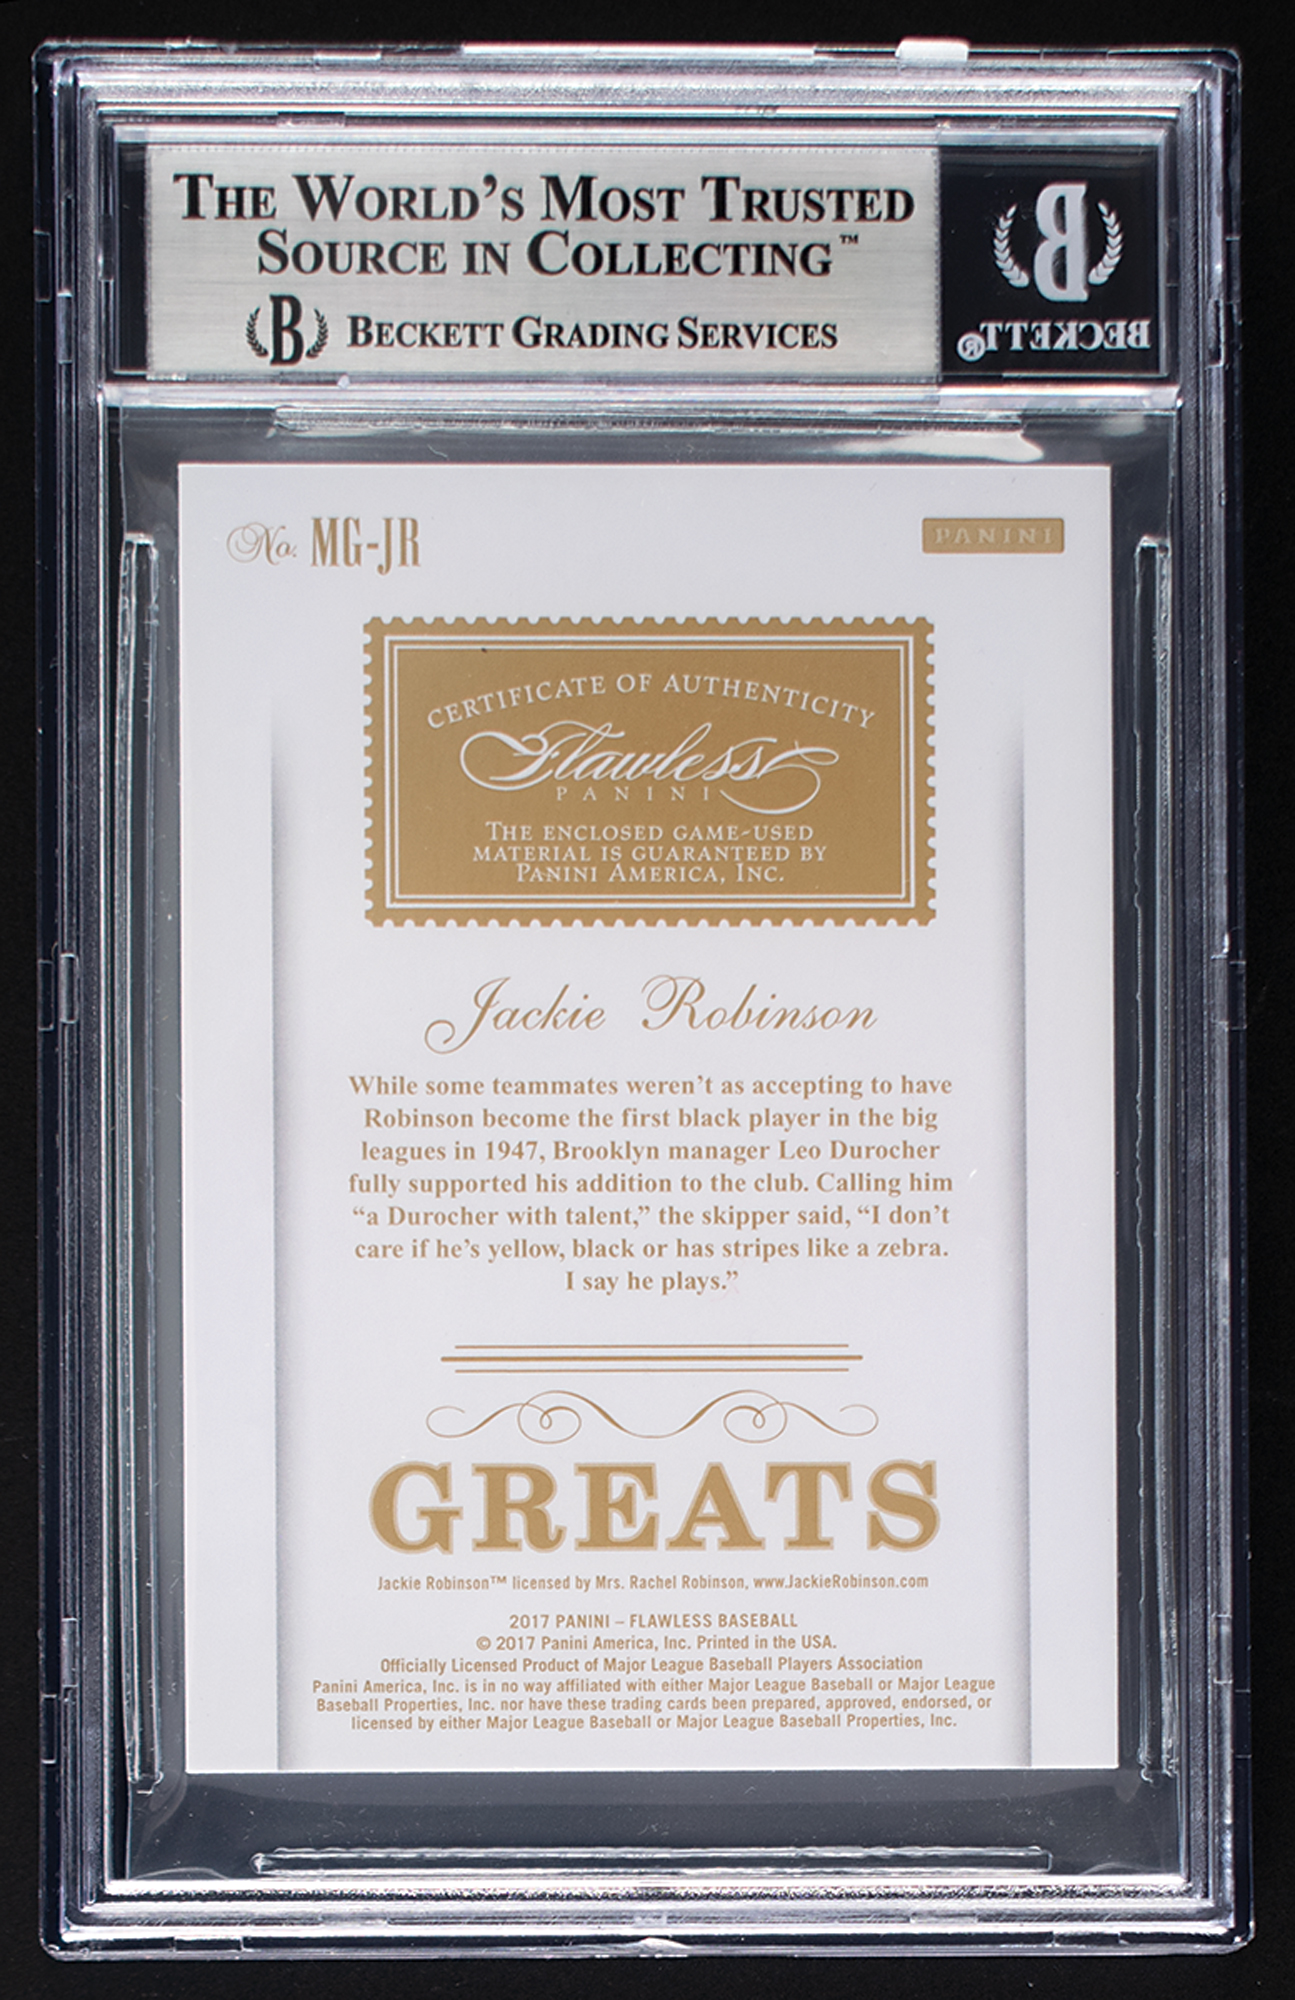 THE WORLD'S MOST TRUSTED
SOURCE IN COLLECTING™
B BECKETT GRADING SERVICES
B
BECKETT®
No. MG-JR
PANINI
CERTIFICATE OF AUTHENTICITY
Flawless
PANINI
THE ENCLOSED GAME-USED
MATERIAL IS GUARANTEED BY
PANINI AMERICA, INC.
Jackie Robinson
While some teammates weren't as accepting to have
Robinson become the first black player in the big
leagues in 1947, Brooklyn manager Leo Durocher
fully supported his addition to the club. Calling him
“a Durocher with talent,” the skipper said, “I don't
care if he's yellow, black or has stripes like a zebra.
I say he plays.”
GREATS
Jackie Robinson™ licensed by Mrs. Rachel Robinson, www.JackieRobinson.com
2017 PANINI – FLAWLESS BASEBALL
© 2017 Panini America, Inc. Printed in the USA.
Officially Licensed Product of Major League Baseball Players Association
Panini America, Inc. is in no way affiliated with either Major League Baseball or Major League
Baseball Properties, Inc. nor have these trading cards been prepared, approved, endorsed, or
licensed by either Major League Baseball or Major League Baseball Properties, Inc.